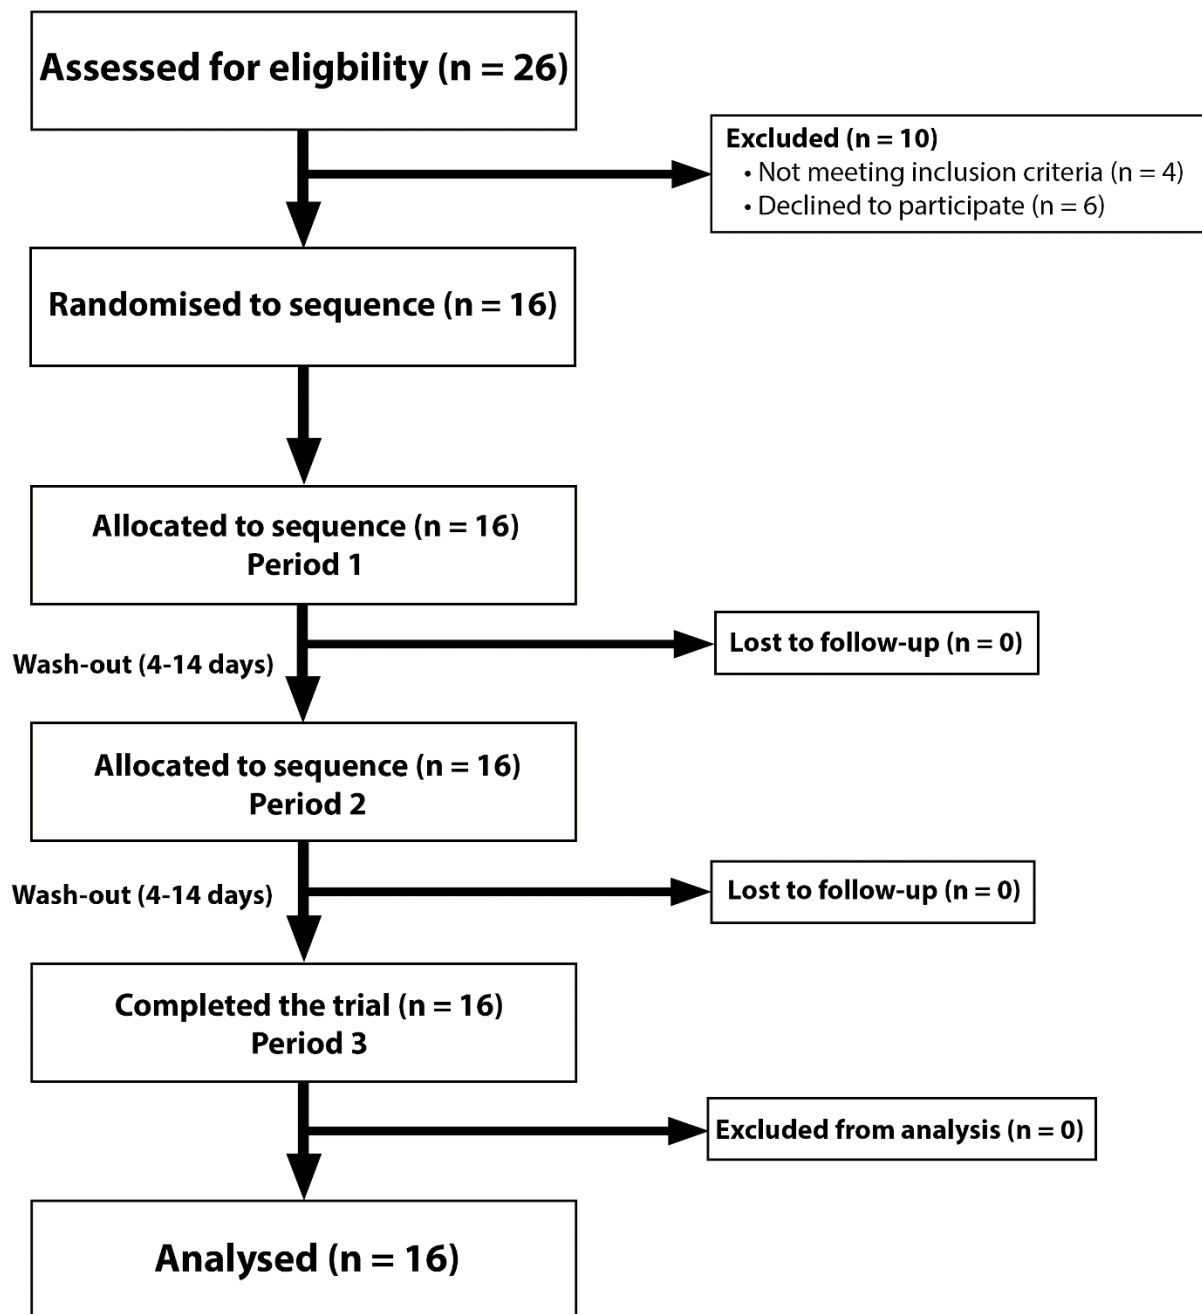 Assessed for eligbility (n = 26)
Excluded (n = 10)
• Not meeting inclusion criteria (n = 4)
• Declined to participate (n = 6)
Randomised to sequence (n = 16)
Allocated to sequence (n = 16)
Period 1
Lost to follow-up (n = 0)
Wash-out (4-14 days)
Allocated to sequence (n = 16)
Period 2
Lost to follow-up (n = 0)
Wash-out (4-14 days)
Completed the trial (n = 16)
Period 3
Excluded from analysis (n = 0)
Analysed (n = 16)